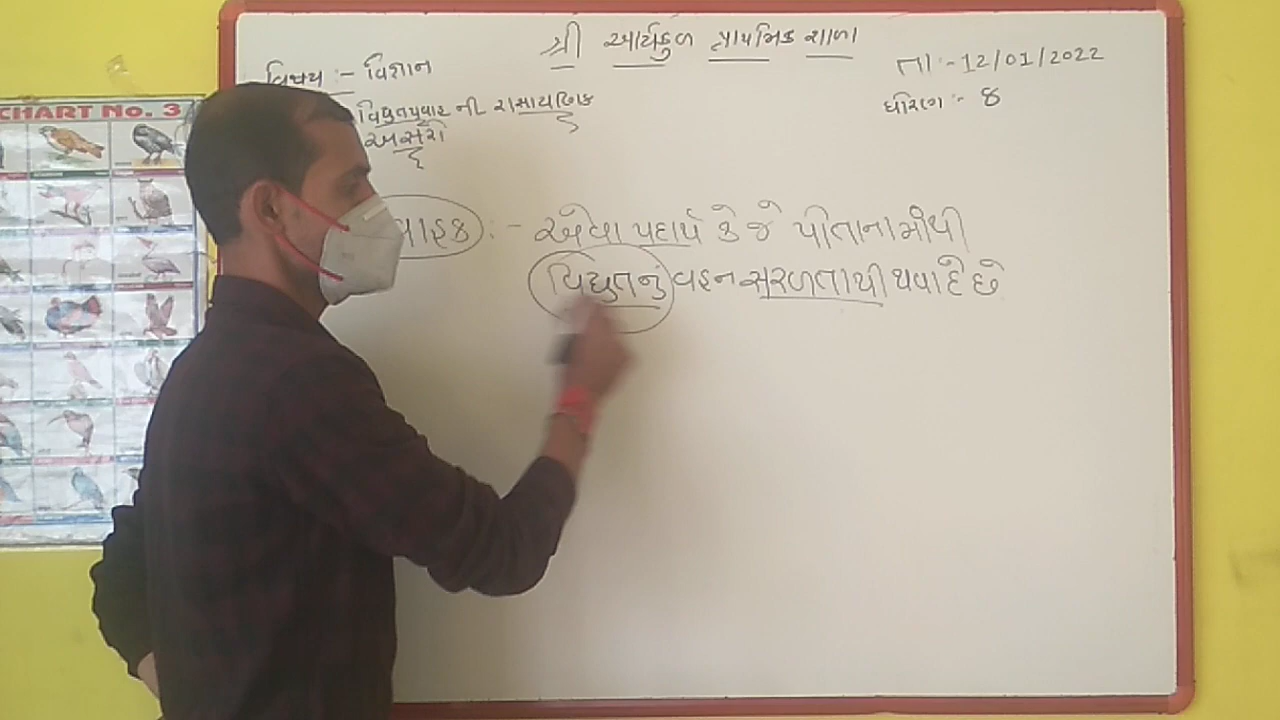 CHART No. 3
શ્રી આર્યકુળ પ્રાથમિક શાળા
વિષય :- વિજ્ઞાન
તા :- 12/01/2022
વિદ્યુતપ્રવાહ ની રાસાયણિક
અસરો
ધોરણ :- 8
વાહક :- એવા પદાર્થ કે જે પોતાનામાંથી
વિદ્યુતનું વહન સરળતાથી થવા દે છે